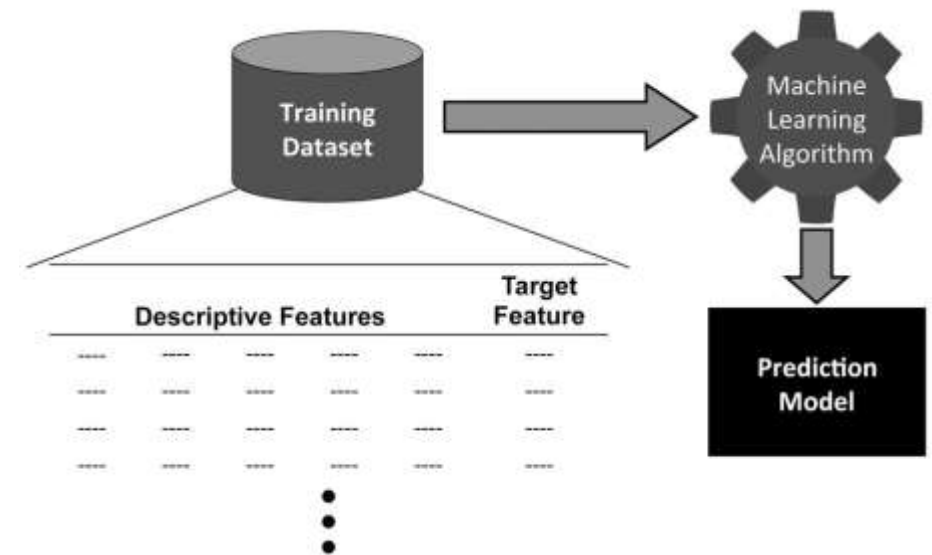 Training
Dataset
Machine
Learning
Algorithm
Target
Descriptive Features Feature
---- ---- ---- ---- ---- ----
---- ---- ---- ---- ---- ----
---- ---- ---- ---- ---- ----
---- ---- ---- ---- ---- ----
Prediction
Model